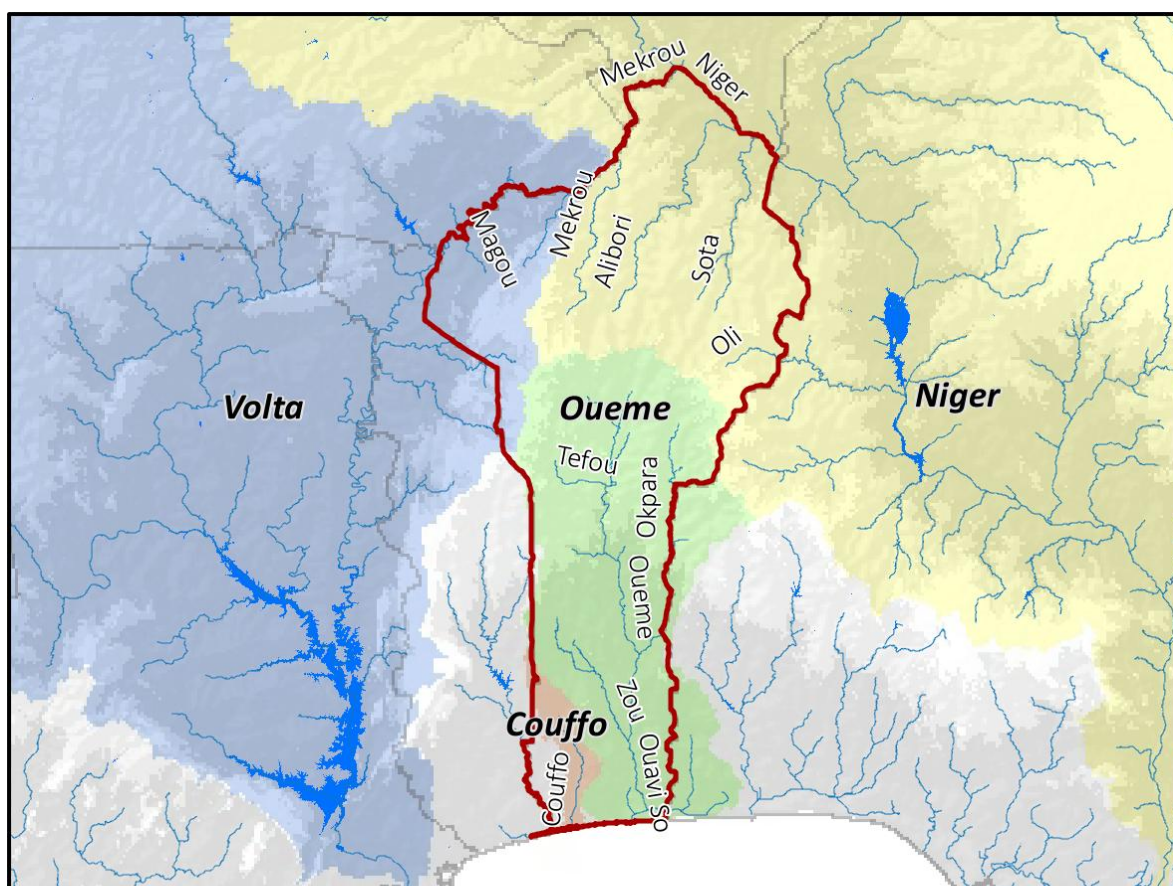 Mekrou
Niger
Mekrou
Magou
Alibori
Sota
Oli
Volta
Oueme
Niger
Tefou
Okpara
Oueme
Zou
Couffo
Couffo
Ouavi
So